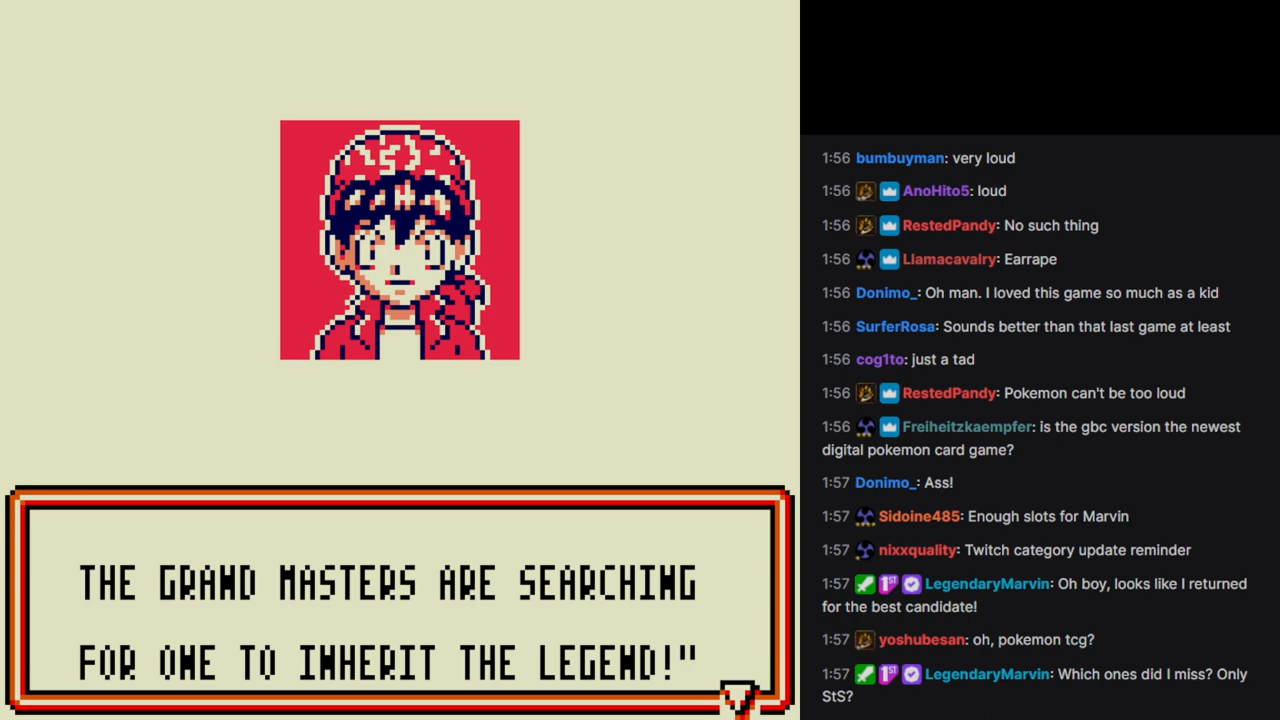 THE GRAND MASTERS ARE SEARCHING
FOR ONE TO INHERIT THE LEGEND!"
1:56 bumbuyman: very loud
1:56 AnoHito5: loud
1:56 RestedPandy: No such thing
1:56 Llamacavalry: Earrape
1:56 Donimo_: Oh man. I loved this game so much as a kid
1:56 SurferRosa: Sounds better than that last game at least
1:56 cog1to: just a tad
1:56 RestedPandy: Pokemon can't be too loud
1:56 Freiheitzkaempfer: is the gbc version the newest
digital pokemon card game?
1:57 Donimo_: Ass!
1:57 Sidoine485: Enough slots for Marvin
1:57 nixxquality: Twitch category update reminder
1:57 1ST LegendaryMarvin: Oh boy, looks like I returned
for the best candidate!
1:57 yoshubesan: oh, pokemon tcg?
1:57 1ST LegendaryMarvin: Which ones did I miss? Only
StS?